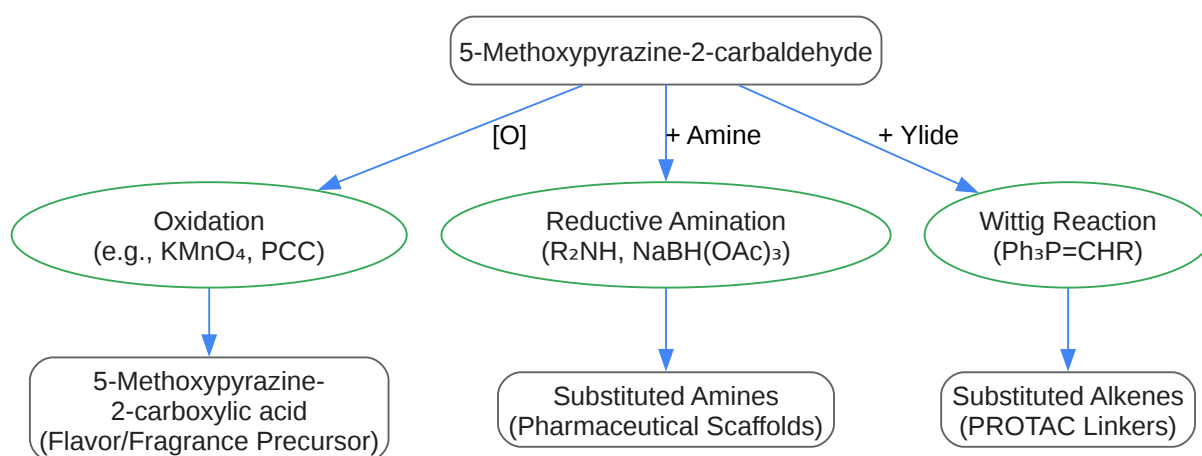 5-Methoxypyrazine-2-carbaldehyde
[O]
+ Amine
+ Ylide
Oxidation
(e.g., KMnO₄, PCC)
Reductive Amination
(R₂NH, NaBH(OAc)₃)
Wittig Reaction
(Ph₃P=CHR)
5-Methoxypyrazine-
2-carboxylic acid
(Flavor/Fragrance Precursor)
Substituted Amines
(Pharmaceutical Scaffolds)
Substituted Alkenes
(PROTAC Linkers)